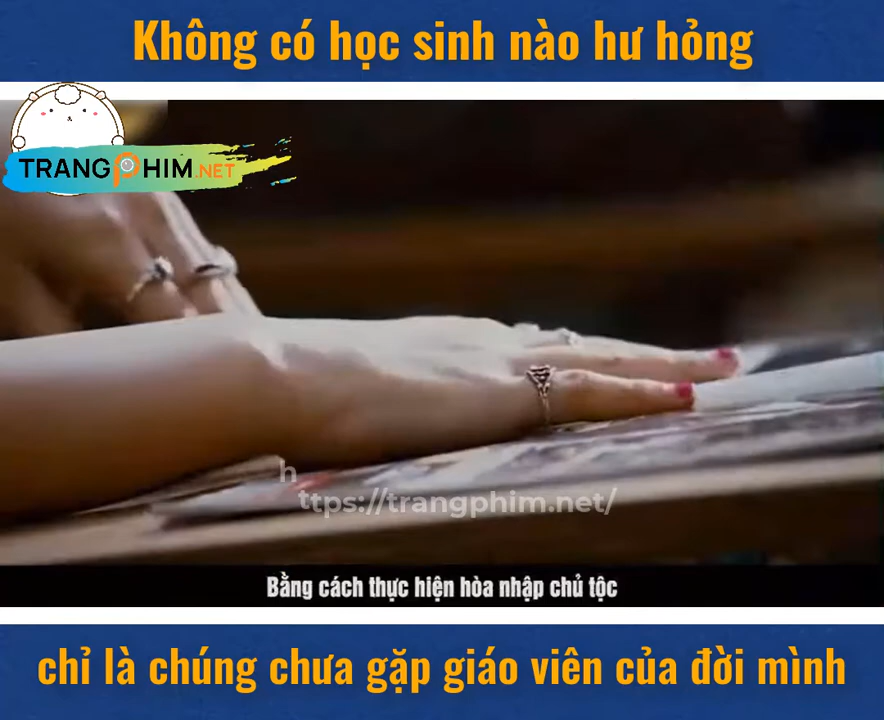 Không có học sinh nào hư hỏng
TRANGPHIM.NET
https://trangphim.net/
Bằng cách thực hiện hòa nhập chủ tộc
chỉ là chúng chưa gặp giáo viên của đời mình